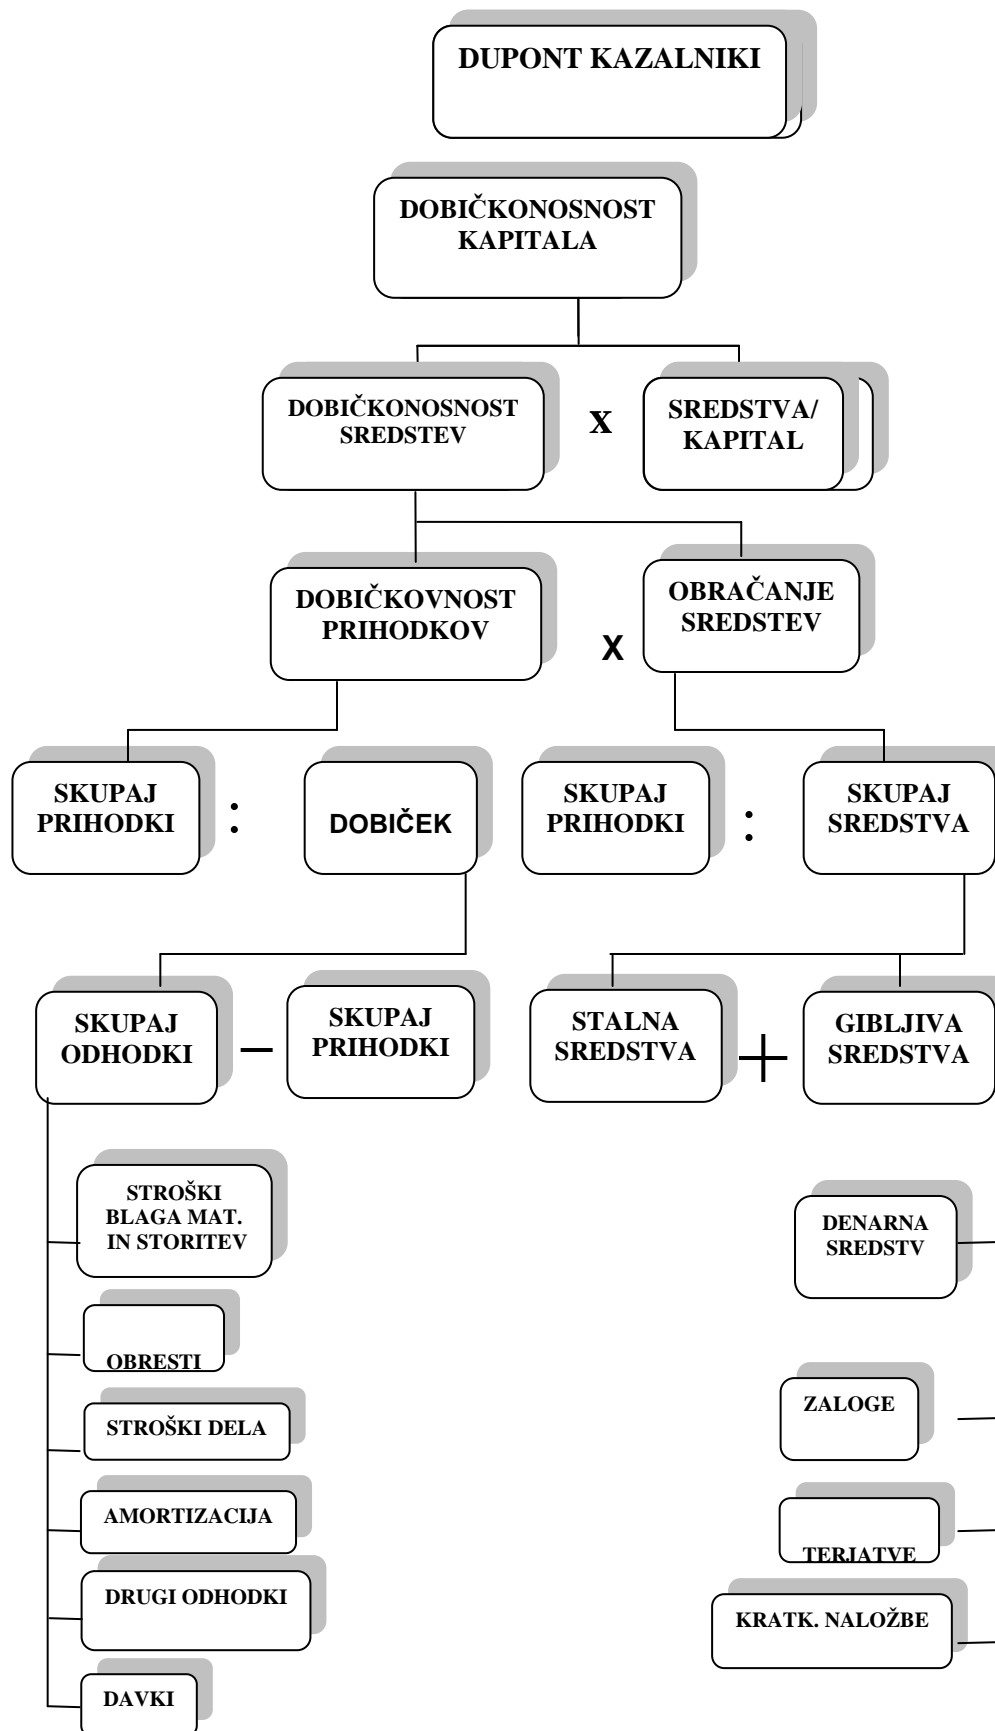 DUPONT KAZALNIKI
DOBIČKONOSNOST
KAPITALA
DOBIČKONOSNOST
SREDSTEV
x
SREDSTVA/
KAPITAL
DOBIČKOVNOST
PRIHODKOV
X
OBRAČANJE
SREDSTEV
SKUPAJ
PRIHODKI
:
DOBIČEK
SKUPAJ
PRIHODKI
:
SKUPAJ
SREDSTVA
SKUPAJ
ODHODKI
–
SKUPAJ
PRIHODKI
STALNA
SREDSTVA
+
GIBLJIVA
SREDSTVA
STROŠKI
BLAGA MAT.
IN STORITEV
DENARNA
SREDSTV
OBRESTI
ZALOGE
STROŠKI DELA
AMORTIZACIJA
TERJATVE
DRUGI ODHODKI
KRATK. NALOŽBE
DAVKI